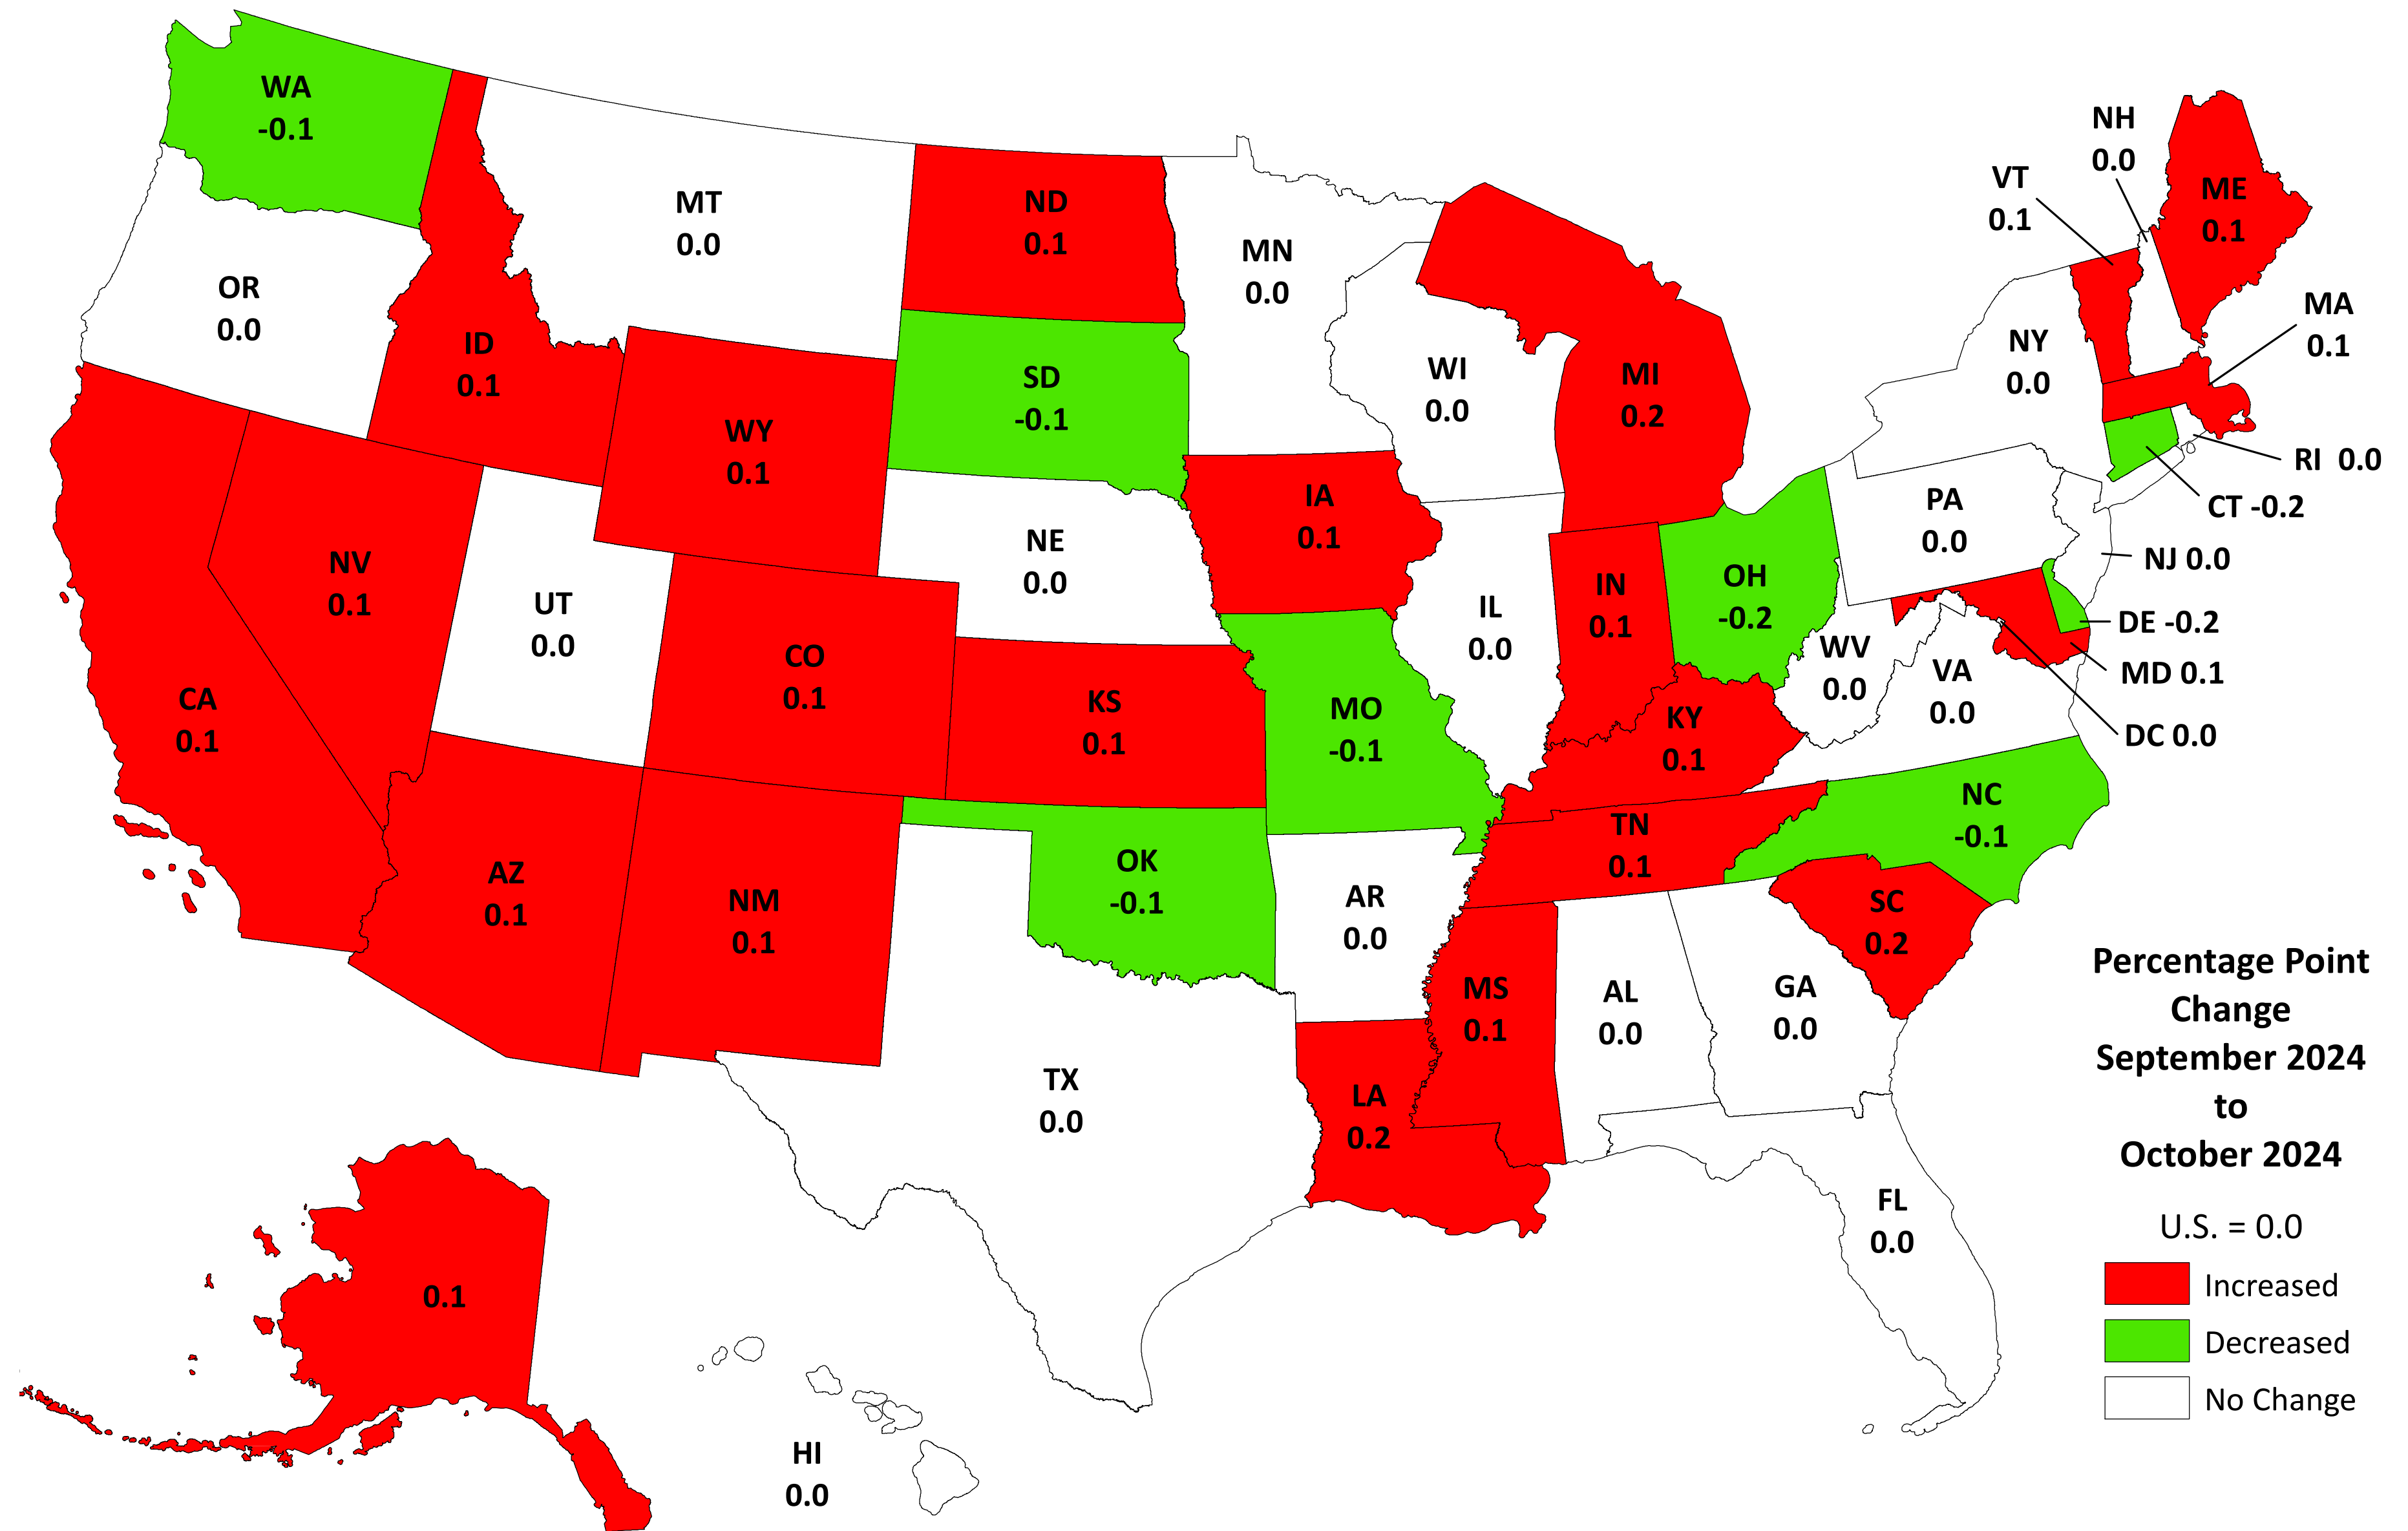 WA
-0.1
NH
0.0
VT
0.1
ME
0.1
MT
0.0
ND
0.1
MN
0.0
OR
0.0
ID
0.1
MA
0.1
NY
0.0
SD
-0.1
WI
0.0
MI
0.2
WY
0.1
RI 0.0
CT -0.2
IA
0.1
PA
0.0
NE
0.0
NV
0.1
NJ 0.0
UT
0.0
IL
0.0
IN
0.1
OH
-0.2
DE -0.2
CO
0.1
WV
0.0
VA
0.0
MD 0.1
CA
0.1
KS
0.1
MO
-0.1
KY
0.1
DC 0.0
NC
-0.1
TN
0.1
AZ
0.1
NM
0.1
OK
-0.1
AR
0.0
SC
0.2
MS
0.1
AL
0.0
GA
0.0
TX
0.0
LA
0.2
FL
0.0
0.1
HI
0.0
Percentage Point
Change
September 2024
to
October 2024
U.S. = 0.0
Increased
Decreased
No Change